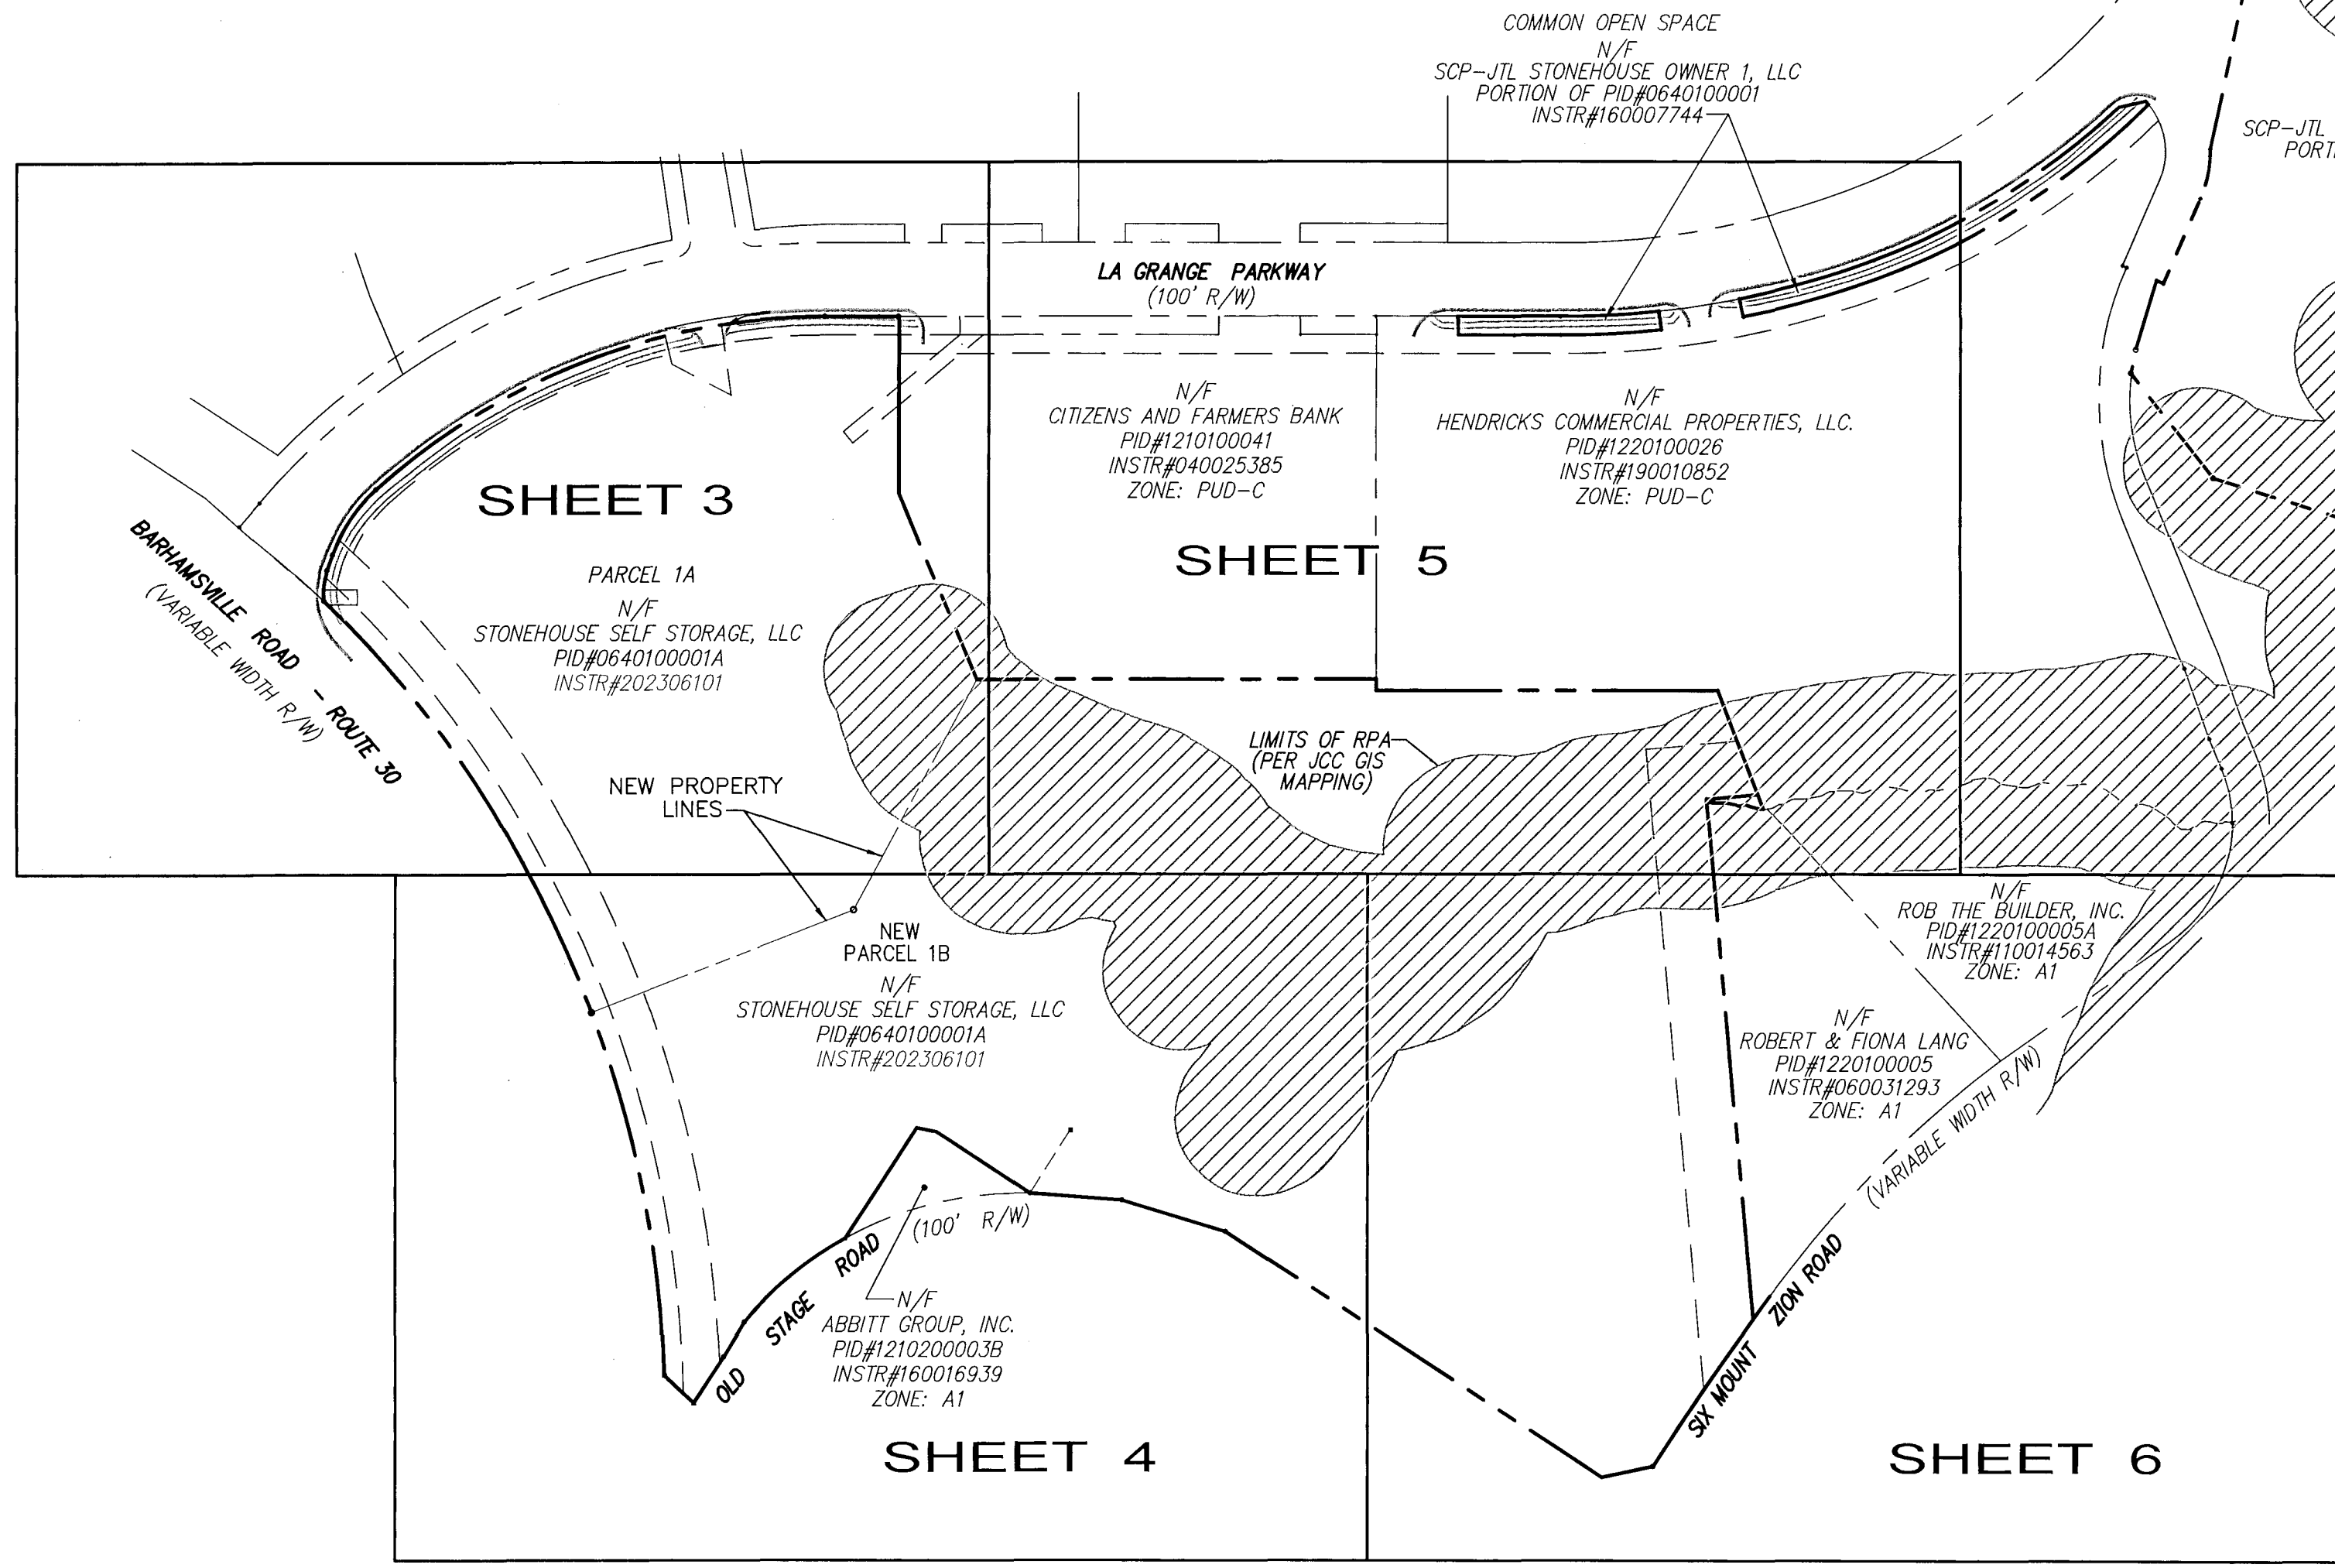 COMMON OPEN SPACE
N/F
SCP-JTL STONEHOUSE OWNER 1, LLC
PORTION OF PID#0640100001
INSTR#160007744
SCP-JTL
PORT
LA GRANGE PARKWAY
(100' R/W)
N/F
CITIZENS AND FARMERS BANK
PID#1210100041
INSTR#040025385
ZONE: PUD-C
N/F
HENDRICKS COMMERCIAL PROPERTIES, LLC.
PID#1220100026
INSTR#190010852
ZONE: PUD-C
SHEET 3
SHEET 5
BARHAMSVILLE ROAD - ROUTE 30
(VARIABLE WIDTH R/W)
PARCEL 1A
N/F
STONEHOUSE SELF STORAGE, LLC
PID#0640100001A
INSTR#202306101
LIMITS OF RPA
(PER JCC GIS
MAPPING)
NEW PROPERTY
LINES
NEW
PARCEL 1B
N/F
STONEHOUSE SELF STORAGE, LLC
PID#0640100001A
INSTR#202306101
N/F
ROB THE BUILDER, INC.
PID#1220100005A
INSTR#110014563
ZONE: A1
N/F
ROBERT & FIONA LANG
PID#1220100005
INSTR#060031293
ZONE: A1
(VARIABLE WIDTH R/W)
SIX MOUNT ZION ROAD
(100' R/W)
OLD STAGE ROAD
N/F
ABBITT GROUP, INC.
PID#1210200003B
INSTR#160016939
ZONE: A1
SHEET 4
SHEET 6